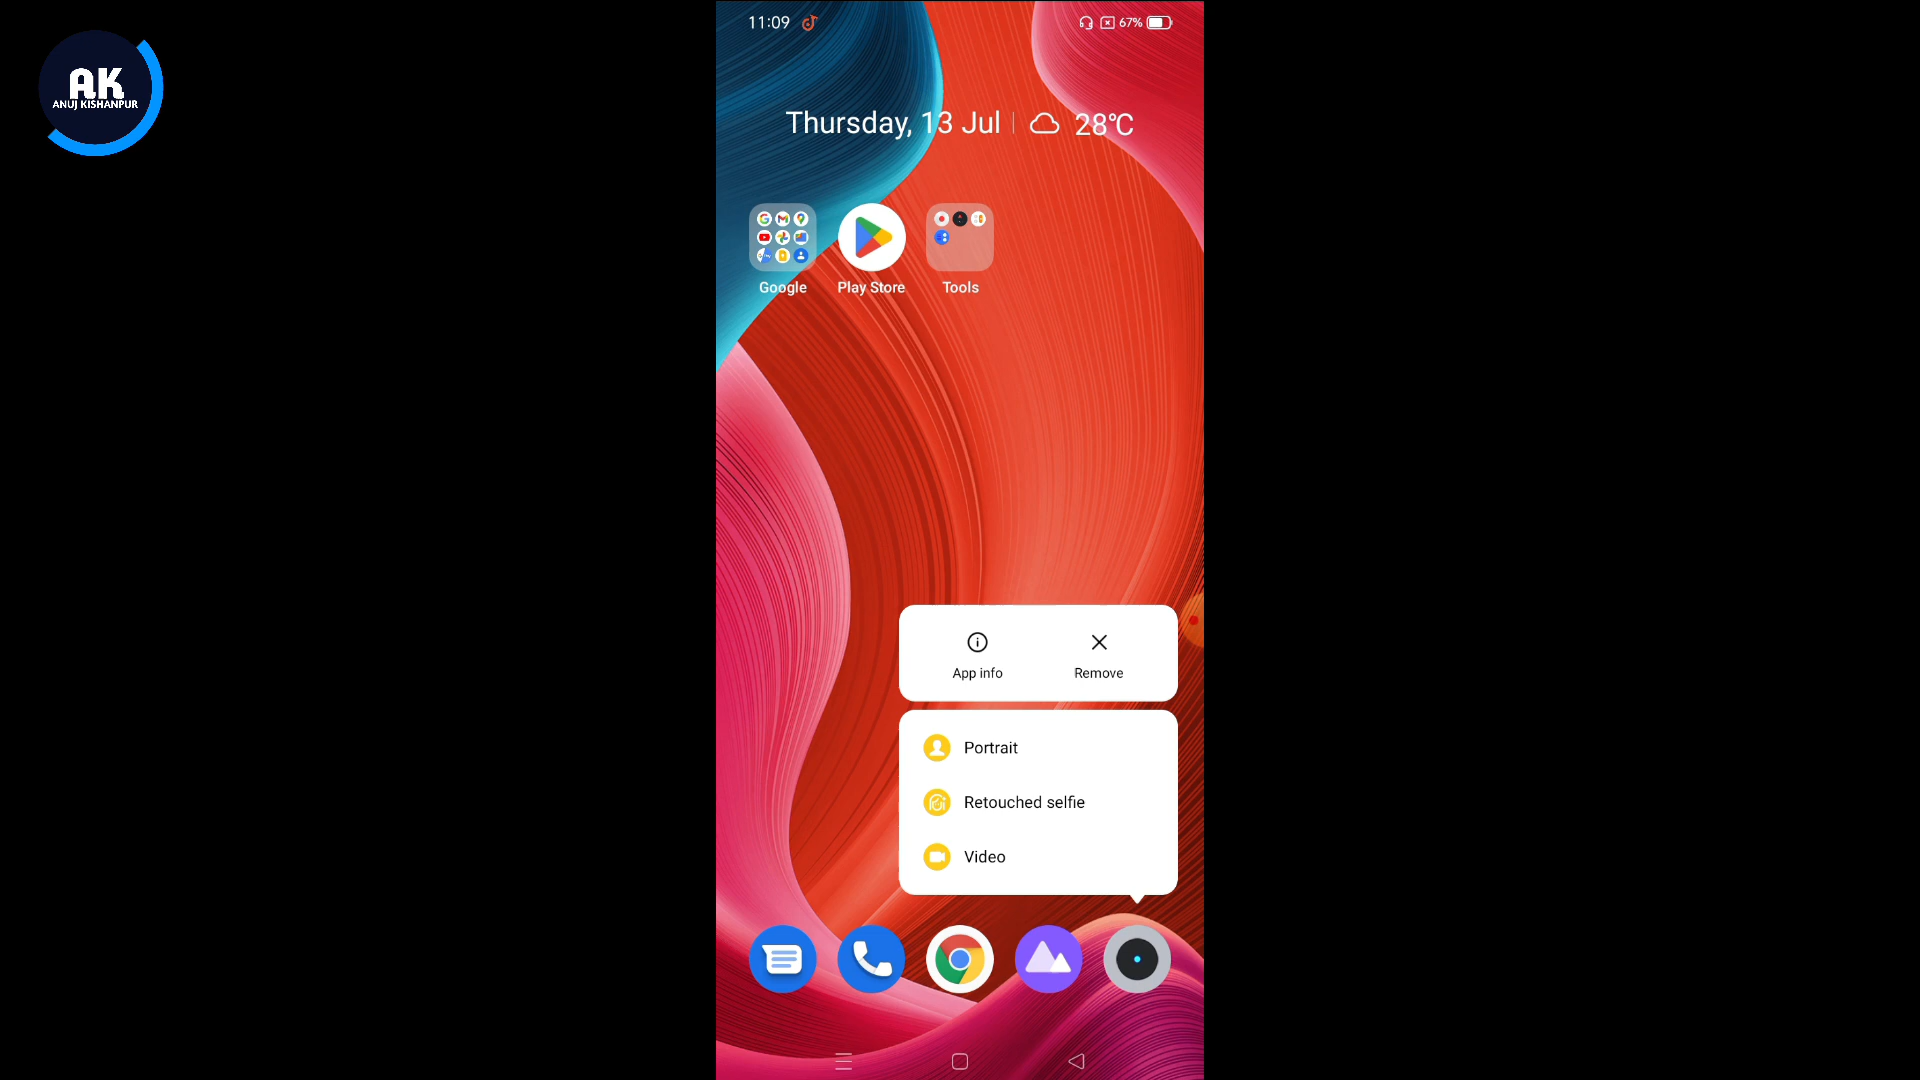 AK
ANUJ KISHANPUR
11:09
67%
Thursday, 13 Jul
28°C
Google
Play Store
Tools
App info
Remove
Portrait
Retouched selfie
Video